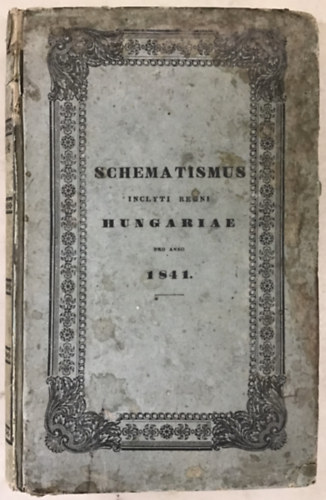 SCHEMATISMUS
INCLYTI REGNI
HUNGARIAE
PRO ANNO
1841.